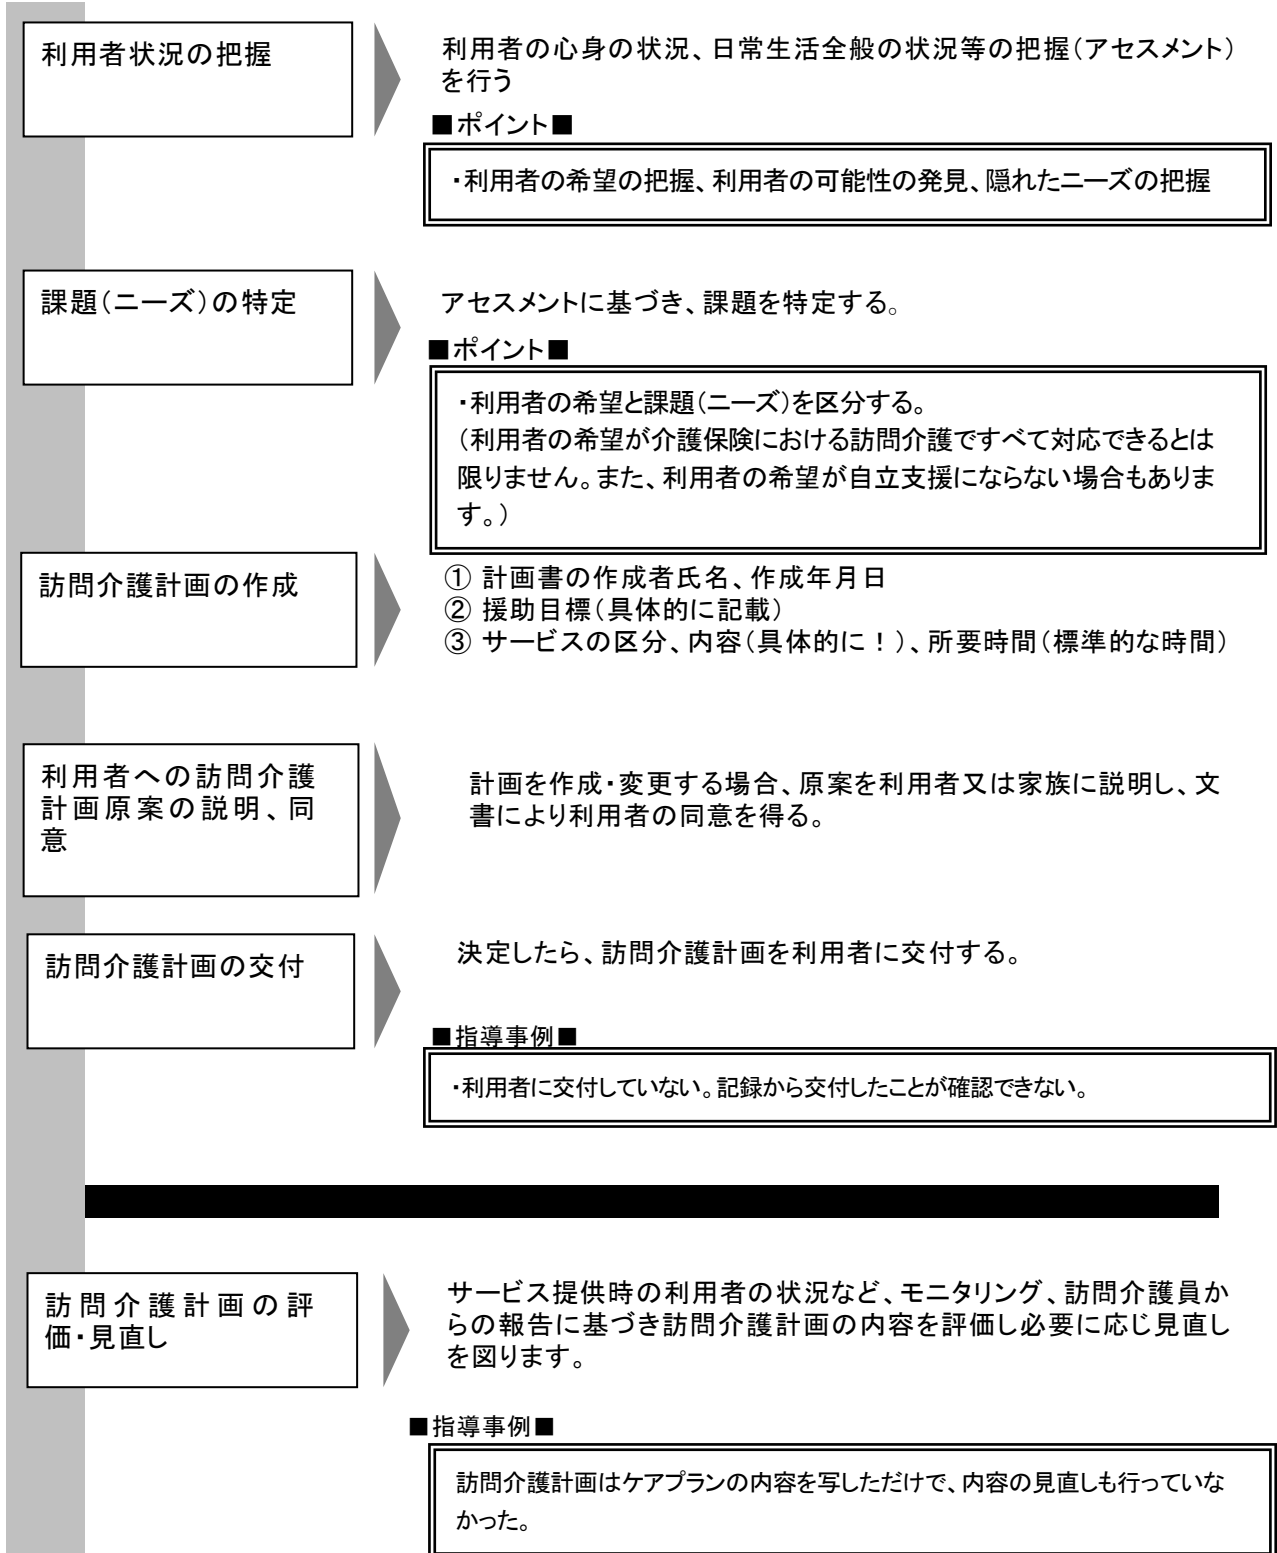 利用者状況の把握
利用者の心身の状況、日常生活全般の状況等の把握(アセスメント)
を行う
■ポイント■
・利用者の希望の把握、利用者の可能性の発見、隠れたニーズの把握
課題(ニーズ)の特定
アセスメントに基づき、課題を特定する。
■ポイント■
・利用者の希望と課題(ニーズ)を区分する。
(利用者の希望が介護保険における訪問介護ですべて対応できるとは
限りません。また、利用者の希望が自立支援にならない場合もありま
す。)
訪問介護計画の作成
① 計画書の作成者氏名、作成年月日
② 援助目標(具体的に記載)
③ サービスの区分、内容(具体的に!)、所要時間(標準的な時間)
利用者への訪問介護
計画原案の説明、同
意
計画を作成・変更する場合、原案を利用者又は家族に説明し、文
書により利用者の同意を得る。
訪問介護計画の交付
決定したら、訪問介護計画を利用者に交付する。
■指導事例■
・利用者に交付していない。記録から交付したことが確認できない。
訪問介護計画の評
価・見直し
サービス提供時の利用者の状況など、モニタリング、訪問介護員か
らの報告に基づき訪問介護計画の内容を評価し必要に応じ見直し
を図ります。
■指導事例■
訪問介護計画はケアプランの内容を写しただけで、内容の見直しも行っていな
かった。